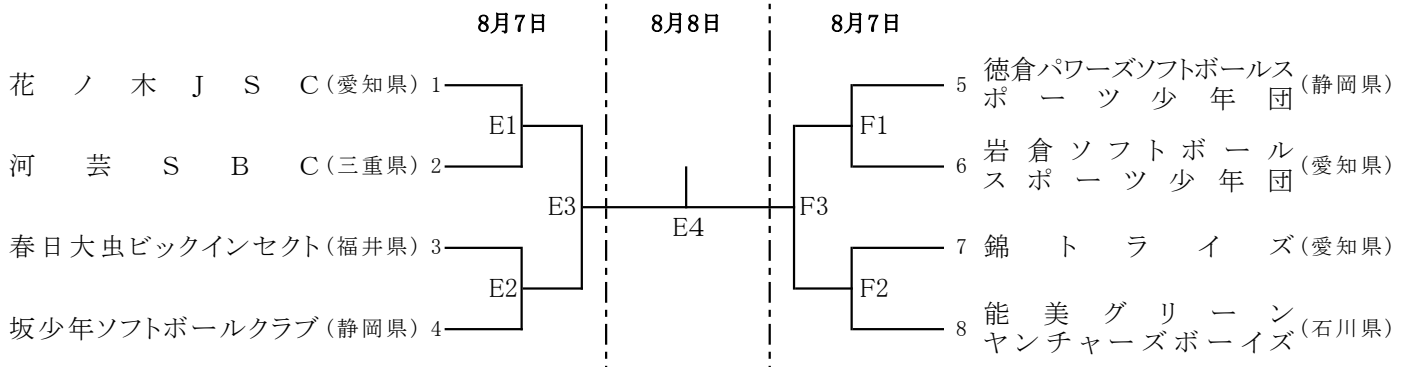 8月7日 8月8日 8月7日
花ノ木JSC(愛知県) 1
E1
河芸SBC(三重県) 2
E3
春日大虫ビックインセクト(福井県) 3
E2
坂少年ソフトボールクラブ(静岡県) 4
E4
5 徳倉パワーズソフトボールス
ポーツ少年団(静岡県)
F1
6 岩倉ソフトボール
スポーツ少年団(愛知県)
F3
7 錦トライズ(愛知県)
F2
8 能美グリーン
ヤンチャーズボーイズ(石川県)